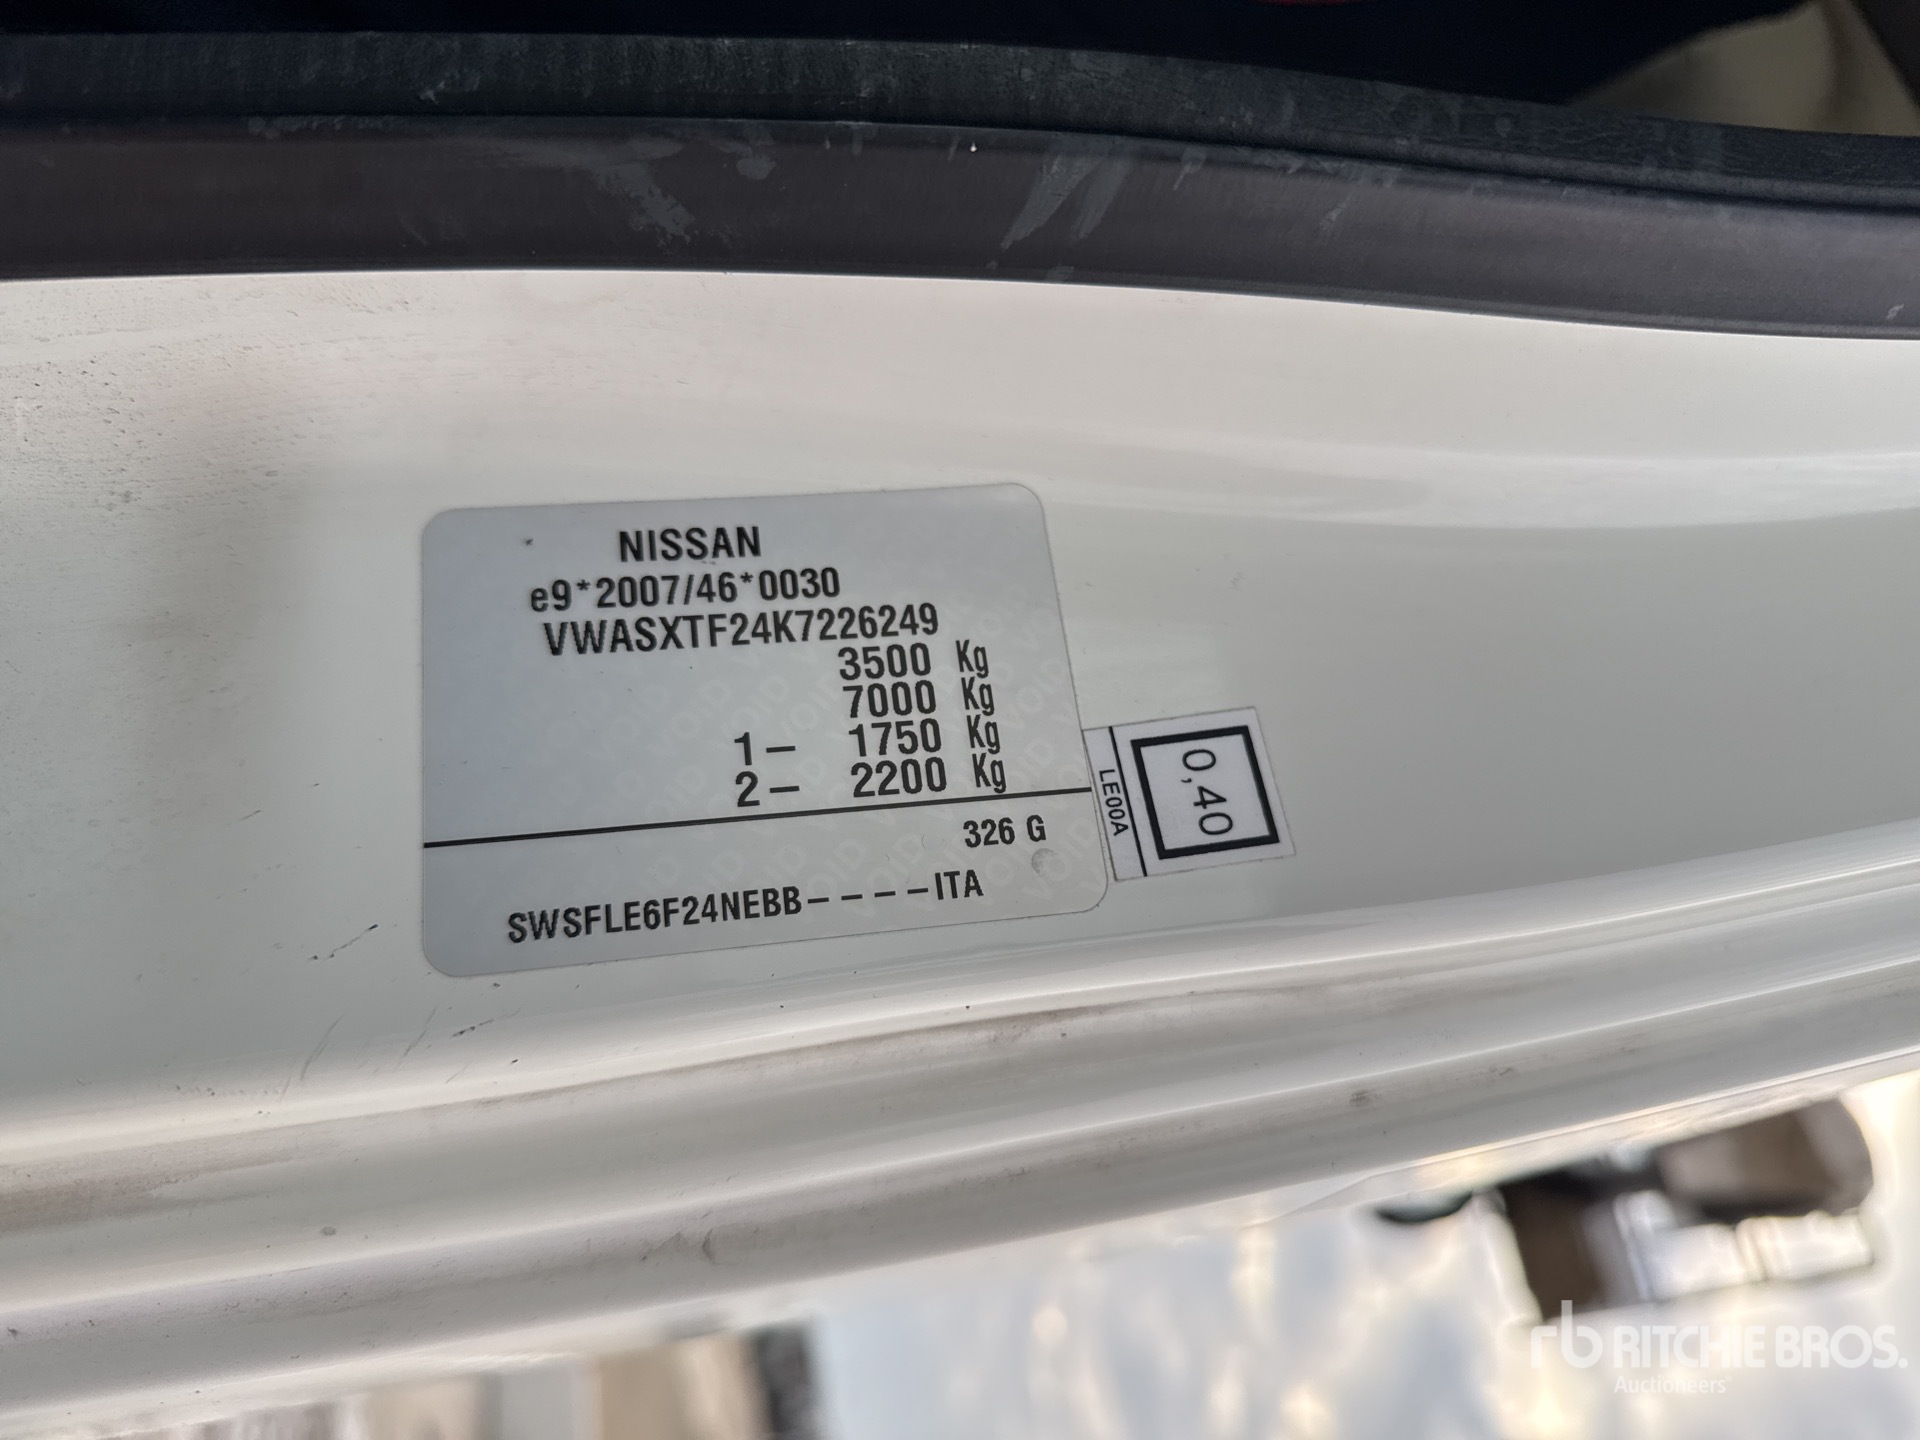 NISSAN
e9*2007/46*0030
VWASXTF24K7226249
3500 Kg
7000 Kg
1- 1750 Kg
2- 2200 Kg
326 G
SWSFLE6F24NEBB----ITA
LE00A
0,40
rb RITCHIE BROS.
Auctioneers